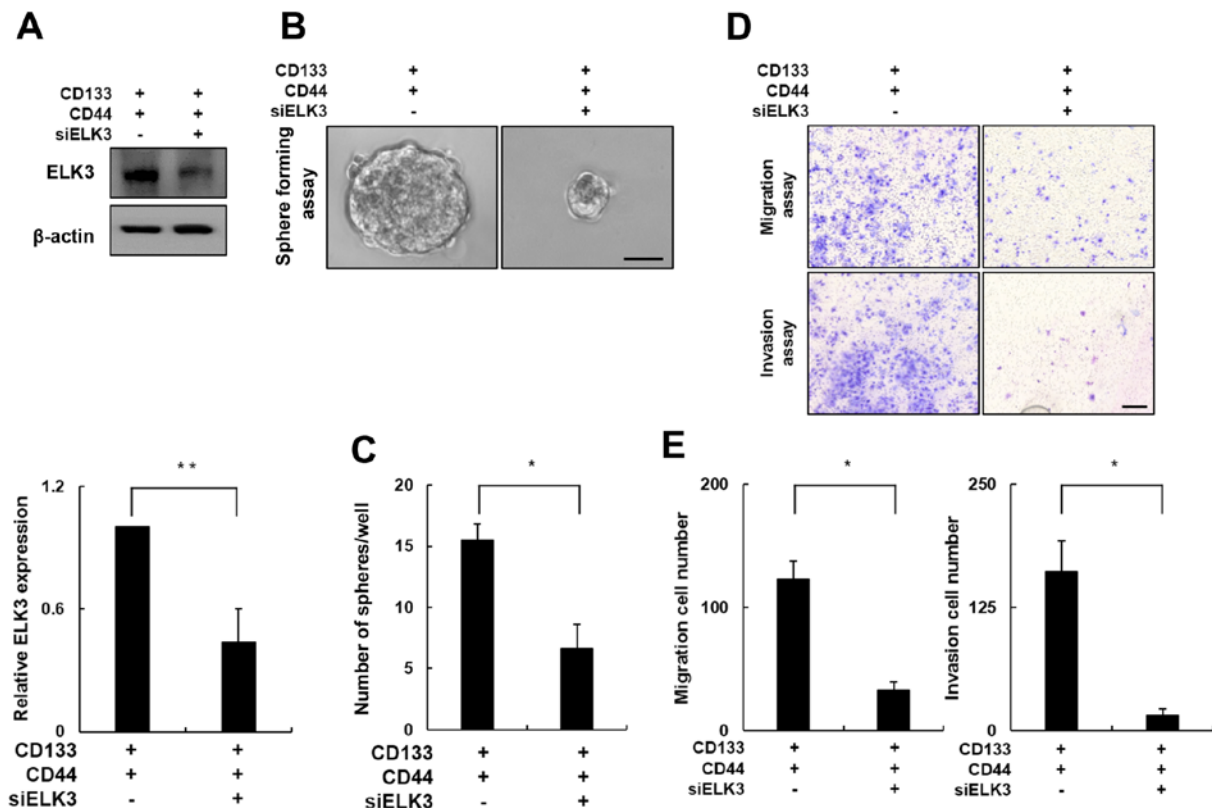 A
CD133 + +
CD44 + +
siELK3 - +
ELK3
β-actin
Relative ELK3 expression
1.2
0.6
0
**
CD133 + +
CD44 + +
siELK3 - +
B
CD133 + +
CD44 + +
siELK3 - +
Sphere forming
assay
C
Number of spheres/well
20
15
10
5
0
*
CD133 + +
CD44 + +
siELK3 - +
D
CD133 + +
CD44 + +
siELK3 - +
Migration
assay
Invasion
assay
E
Migration cell number
200
100
0
*
CD133 + +
CD44 + +
siELK3 - +
Invasion cell number
250
125
0
*
CD133 + +
CD44 + +
siELK3 - +